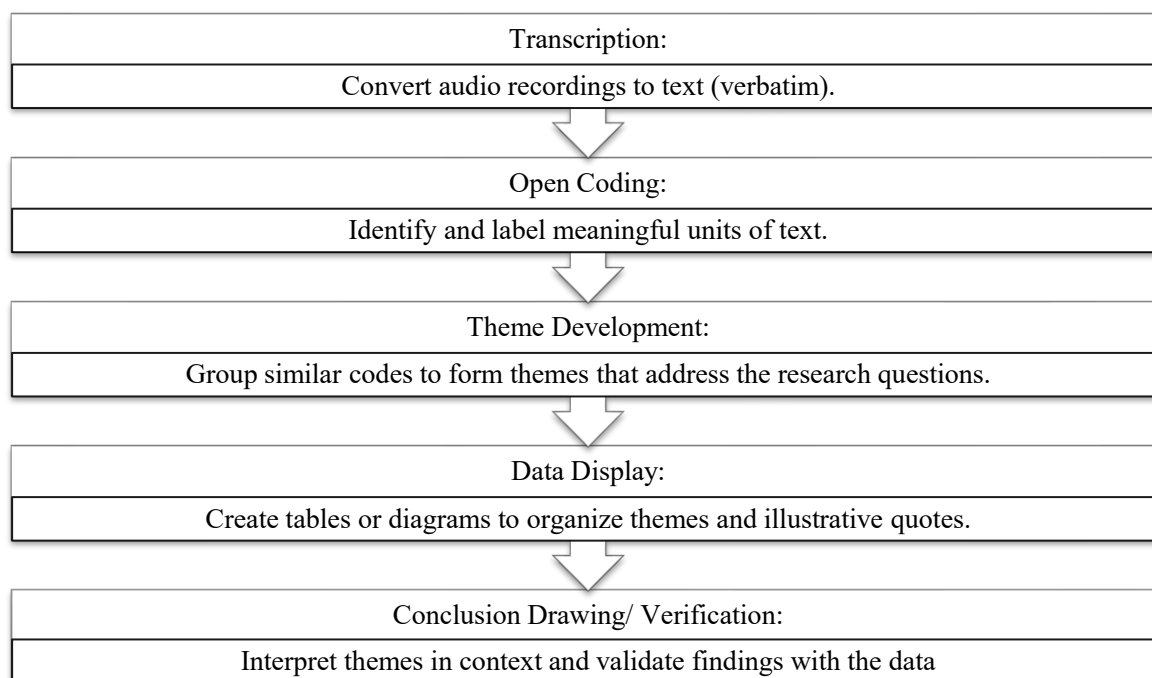 Transcription:
Convert audio recordings to text (verbatim).
Open Coding:
Identify and label meaningful units of text.
Theme Development:
Group similar codes to form themes that address the research questions.
Data Display:
Create tables or diagrams to organize themes and illustrative quotes.
Conclusion Drawing/ Verification:
Interpret themes in context and validate findings with the data